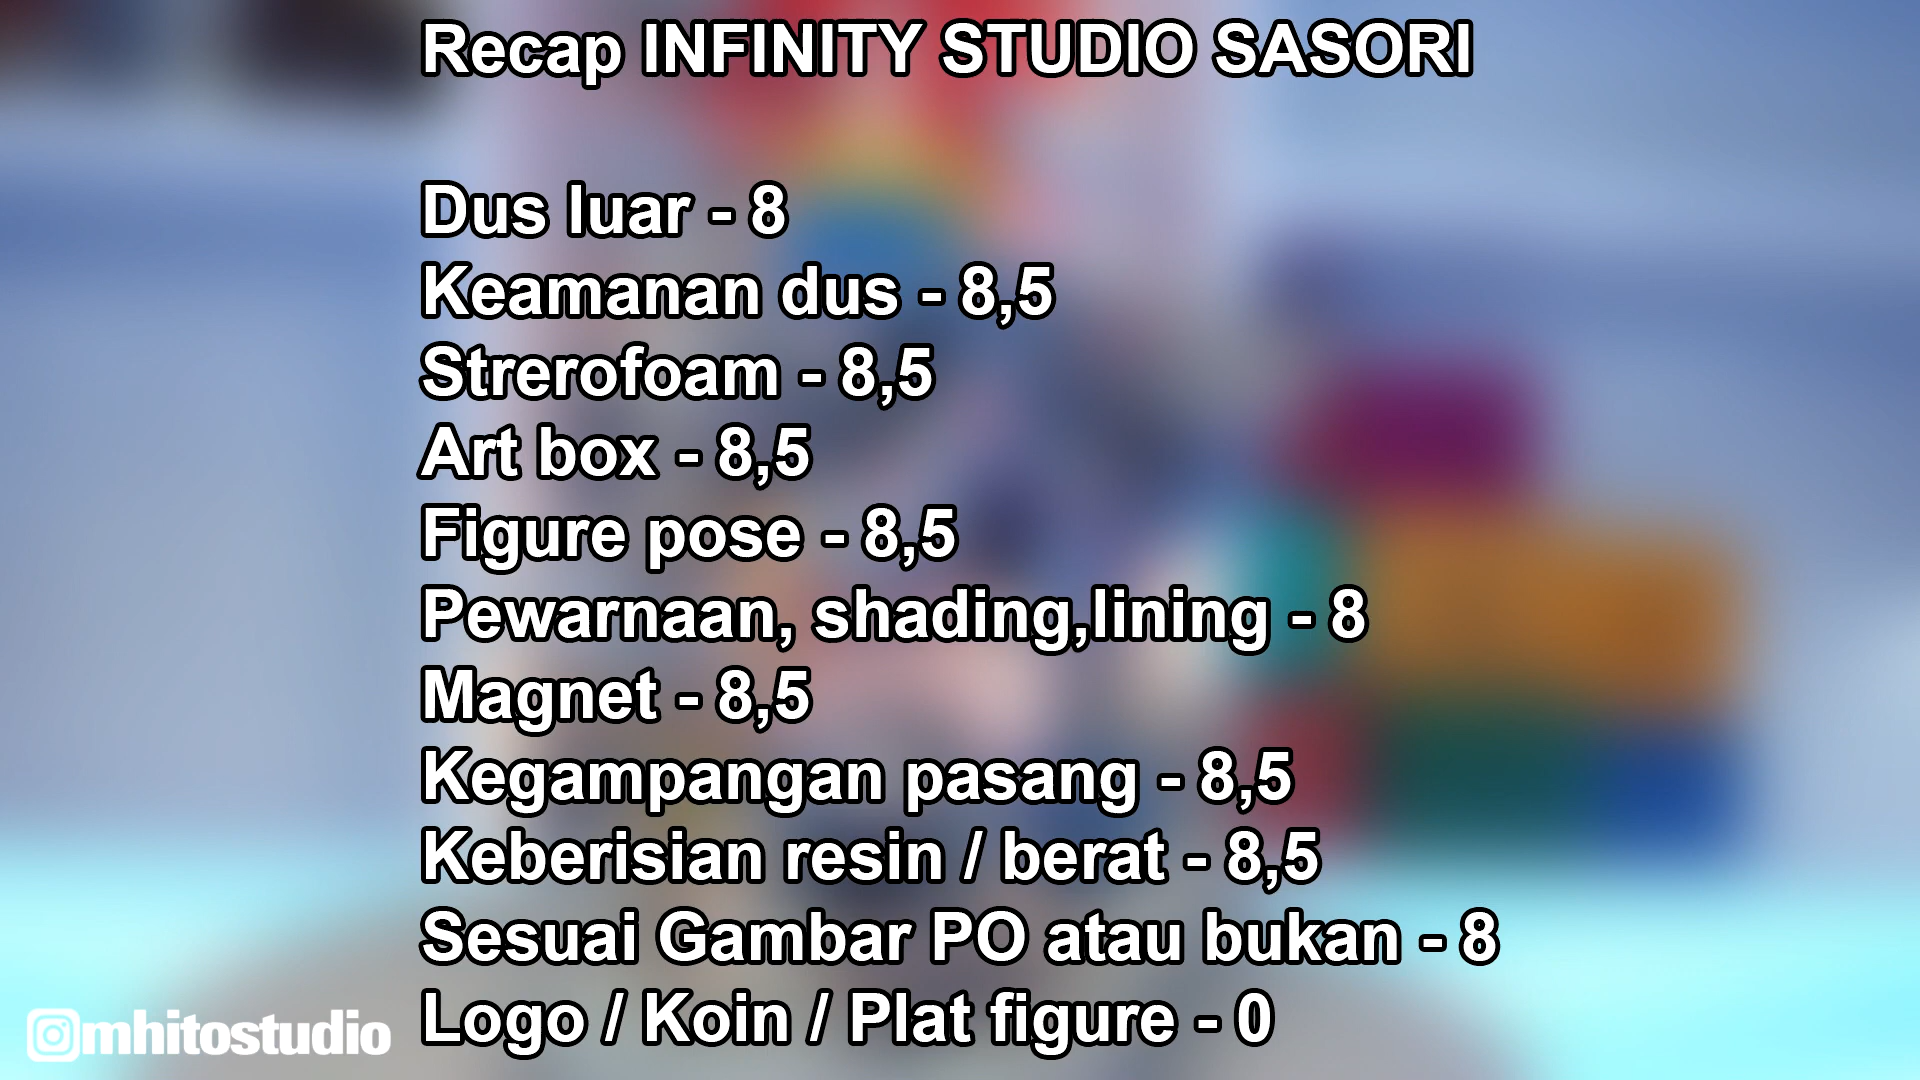 Recap INFINITY STUDIO SASORI
Dus luar - 8
Keamanan dus - 8,5
Strerofoam - 8,5
Art box - 8,5
Figure pose - 8,5
Pewarnaan, shading,lining - 8
Magnet - 8,5
Kegampangan pasang - 8,5
Keberisian resin / berat - 8,5
Sesuai Gambar PO atau bukan - 8
Logo / Koin / Plat figure - 0
mhitostudio